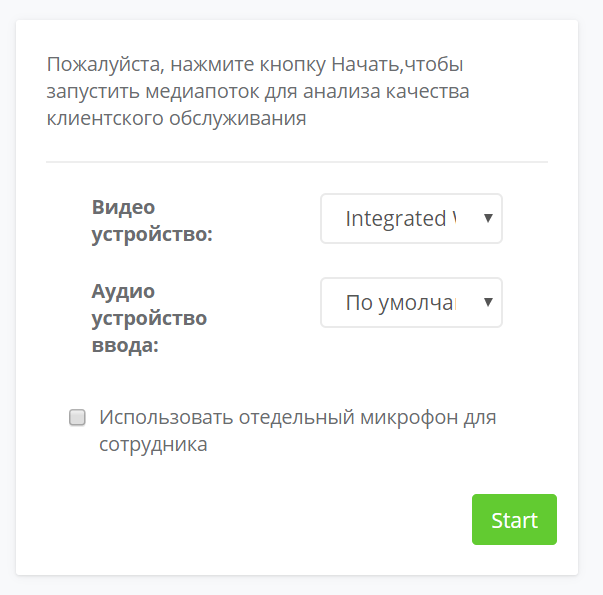 Пожалуйста, нажмите кнопку Начать,чтобы
запустить медиапоток для анализа качества
клиентского обслуживания
Видео
устройство:
Integrated
Аудио
устройство
ввода:
По умолча
Использовать отедельный микрофон для
сотрудника
Start